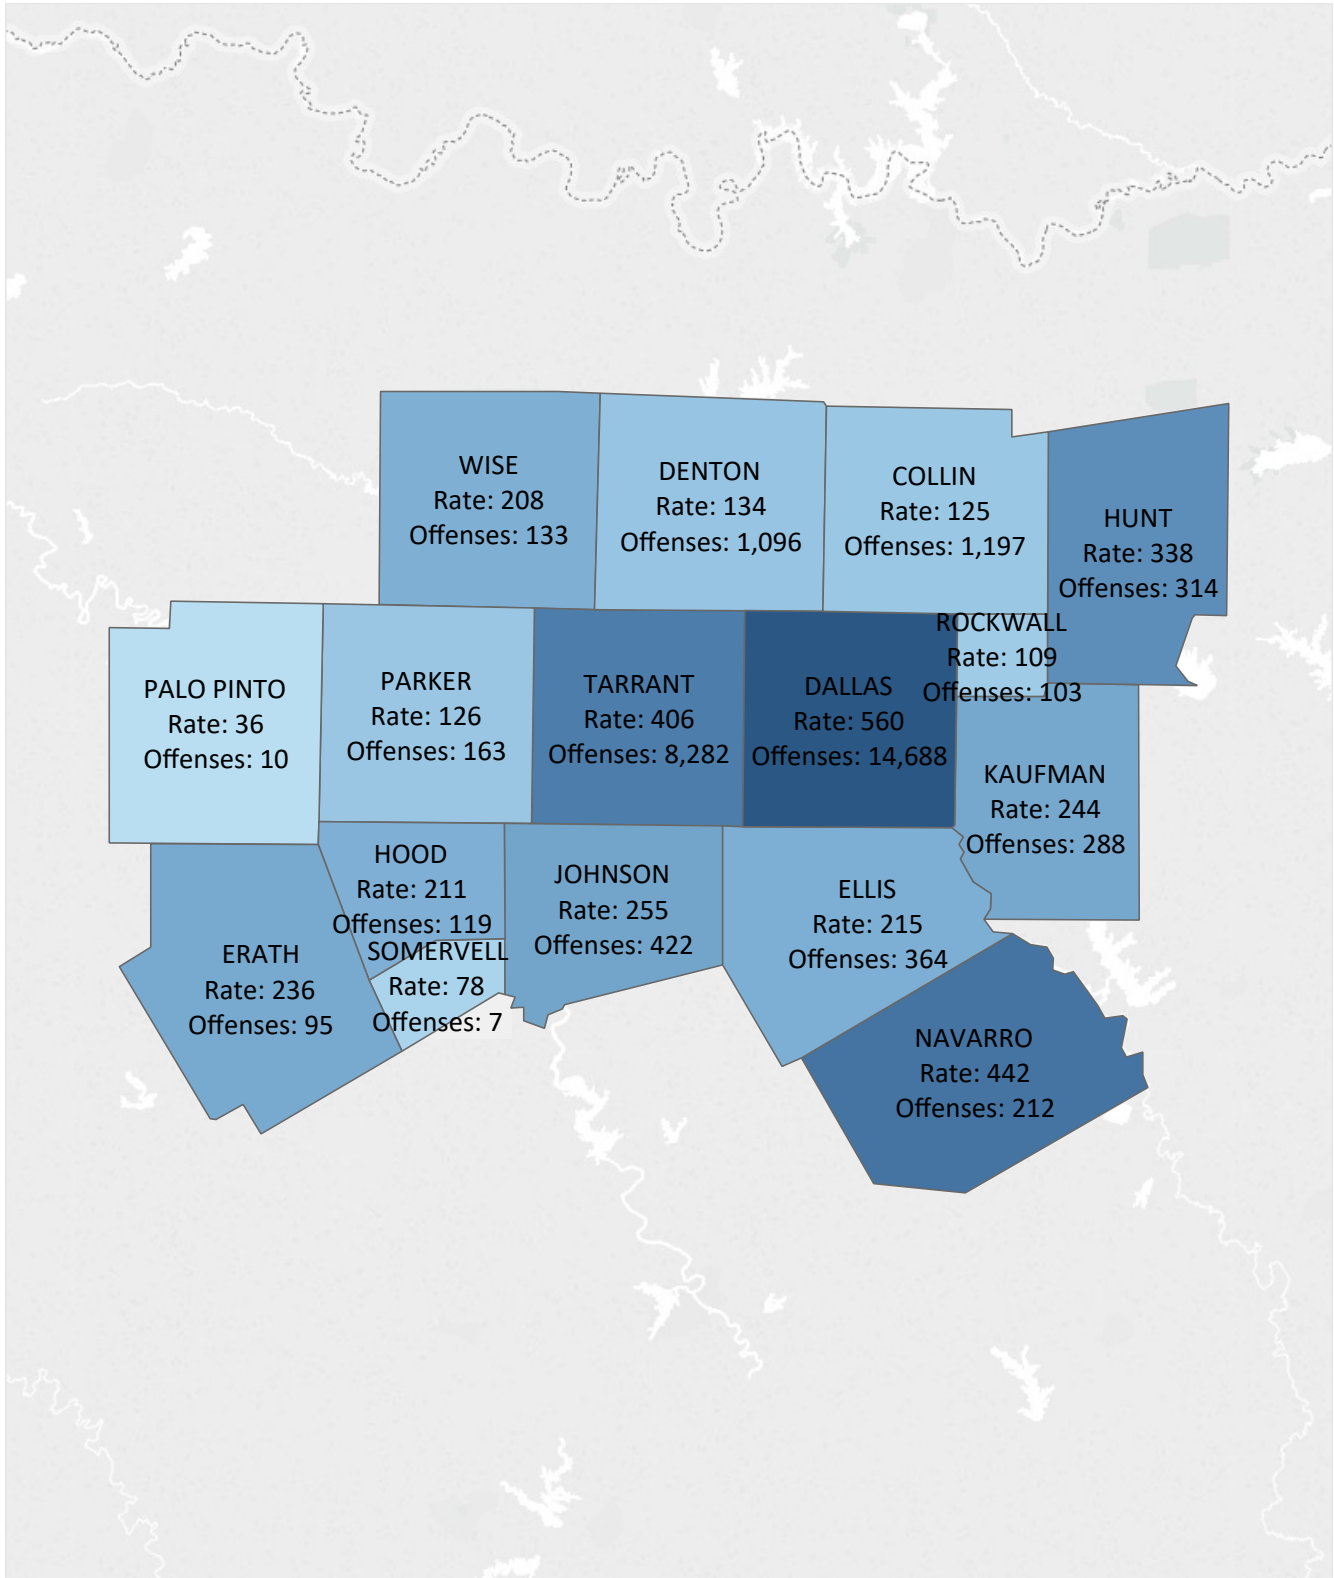 WISE
Rate: 208
Offenses: 133
DENTON
Rate: 134
Offenses: 1,096
COLLIN
Rate: 125
Offenses: 1,197
HUNT
Rate: 338
Offenses: 314
PALO PINTO
Rate: 36
Offenses: 10
PARKER
Rate: 126
Offenses: 163
TARRANT
Rate: 406
Offenses: 8,282
DALLAS
Rate: 560
Offenses: 14,688
ROCKWALL
Rate: 109
Offenses: 103
KAUFMAN
Rate: 244
Offenses: 288
ERATH
Rate: 236
Offenses: 95
HOOD
Rate: 211
Offenses: 119
SOMERVELL
Rate: 78
Offenses: 7
JOHNSON
Rate: 255
Offenses: 422
ELLIS
Rate: 215
Offenses: 364
NAVARRO
Rate: 442
Offenses: 212